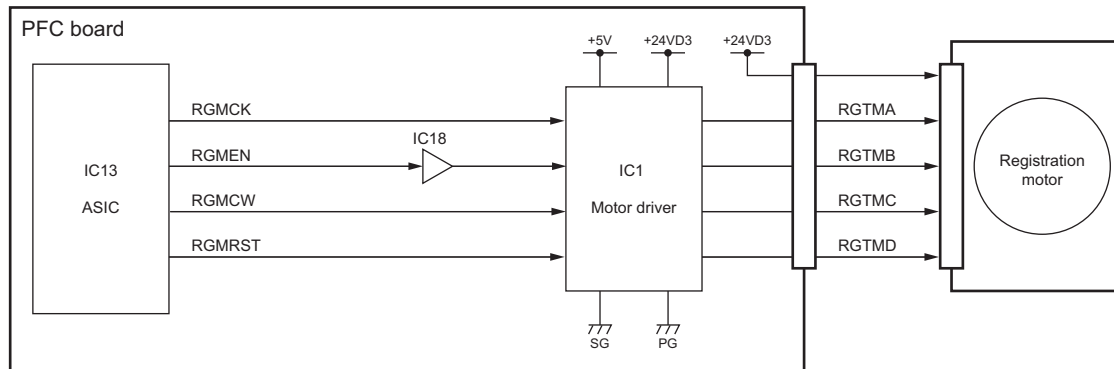 PFC board
+5V
+24VD3
+24VD3
RGMCK
RGTMA
IC18
RGMEN
RGTMB
IC13
ASIC
IC1
Motor driver
Registration
motor
RGMCW
RGTMC
RGMRST
RGTMD
SG
PG